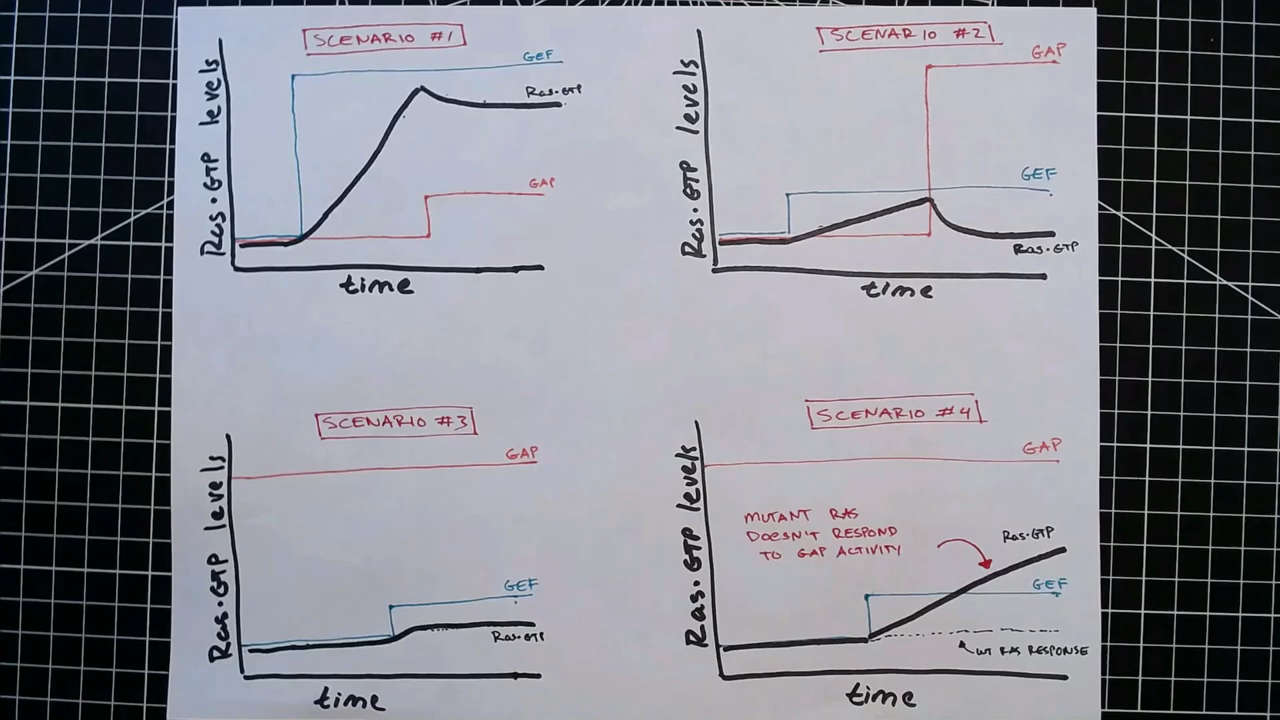 SCENARIO #1
GEF
Ras·GTP
GAP
Ras·GTP levels
time
SCENARIO #2
GAP
GEF
Ras·GTP
Ras·GTP levels
time
SCENARIO #3
GAP
GEF
Ras·GTP
Ras·GTP levels
time
SCENARIO #4
GAP
MUTANT RAS
DOESN'T RESPOND
TO GAP ACTIVITY
Ras·GTP
GEF
WT RAS RESPONSE
Ras·GTP levels
time